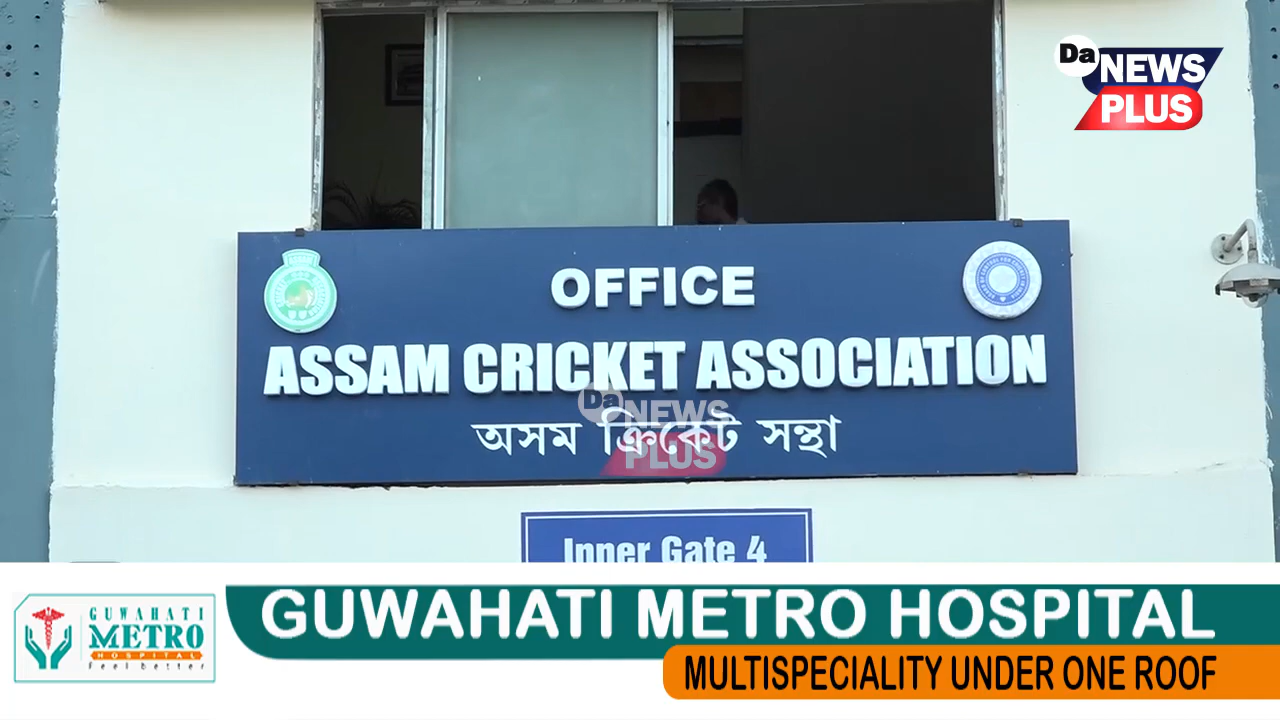 Da
NEWS
PLUS
OFFICE
ASSAM CRICKET ASSOCIATION
Da
NEWS
PLUS
অসম ক্ৰিকেট সন্থা
Inner Gate 4
GUWAHATI
METRO
HOSPITAL
Feel better
GUWAHATI METRO HOSPITAL
MULTISPECIALITY UNDER ONE ROOF